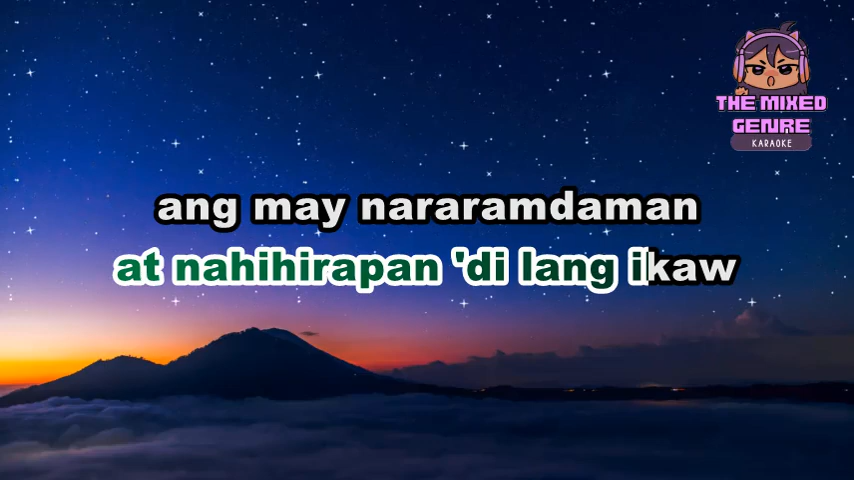 THE MIXED
GENRE
KARAOKE
ang may nararamdaman
at nahihirapan 'di lang ikaw